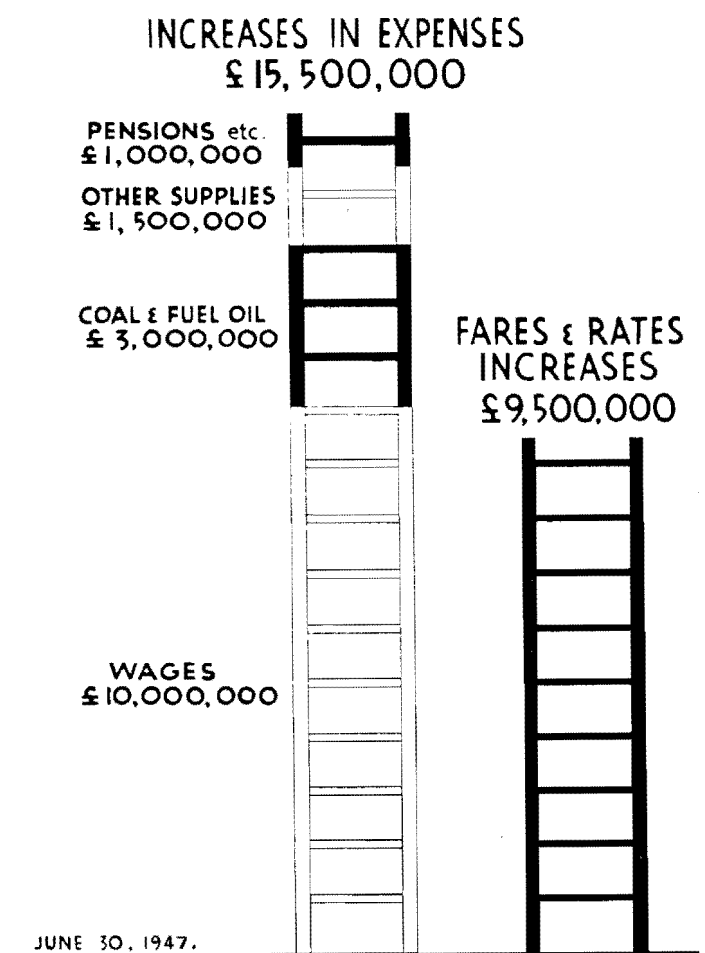 INCREASES IN EXPENSES
£15,500,000
PENSIONS etc.
£1,000,000
OTHER SUPPLIES
£1,500,000
COAL & FUEL OIL
£3,000,000
WAGES
£10,000,000
FARES & RATES
INCREASES
£9,500,000
JUNE 30, 1947.